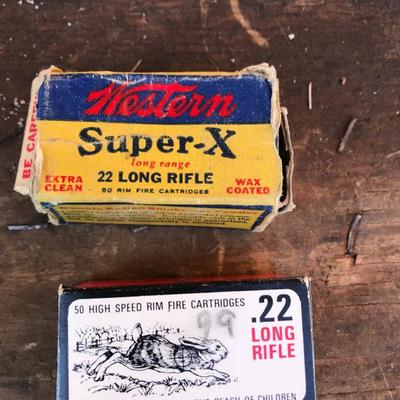 BE CARE
Western
Super-X
long range
22 LONG RIFLE
50 RIM FIRE CARTRIDGES
EXTRA
CLEAN
WAX
COATED
50 HIGH SPEED RIM FIRE CARTRIDGES
99
.22
LONG
RIFLE
REACH OF CHILDREN